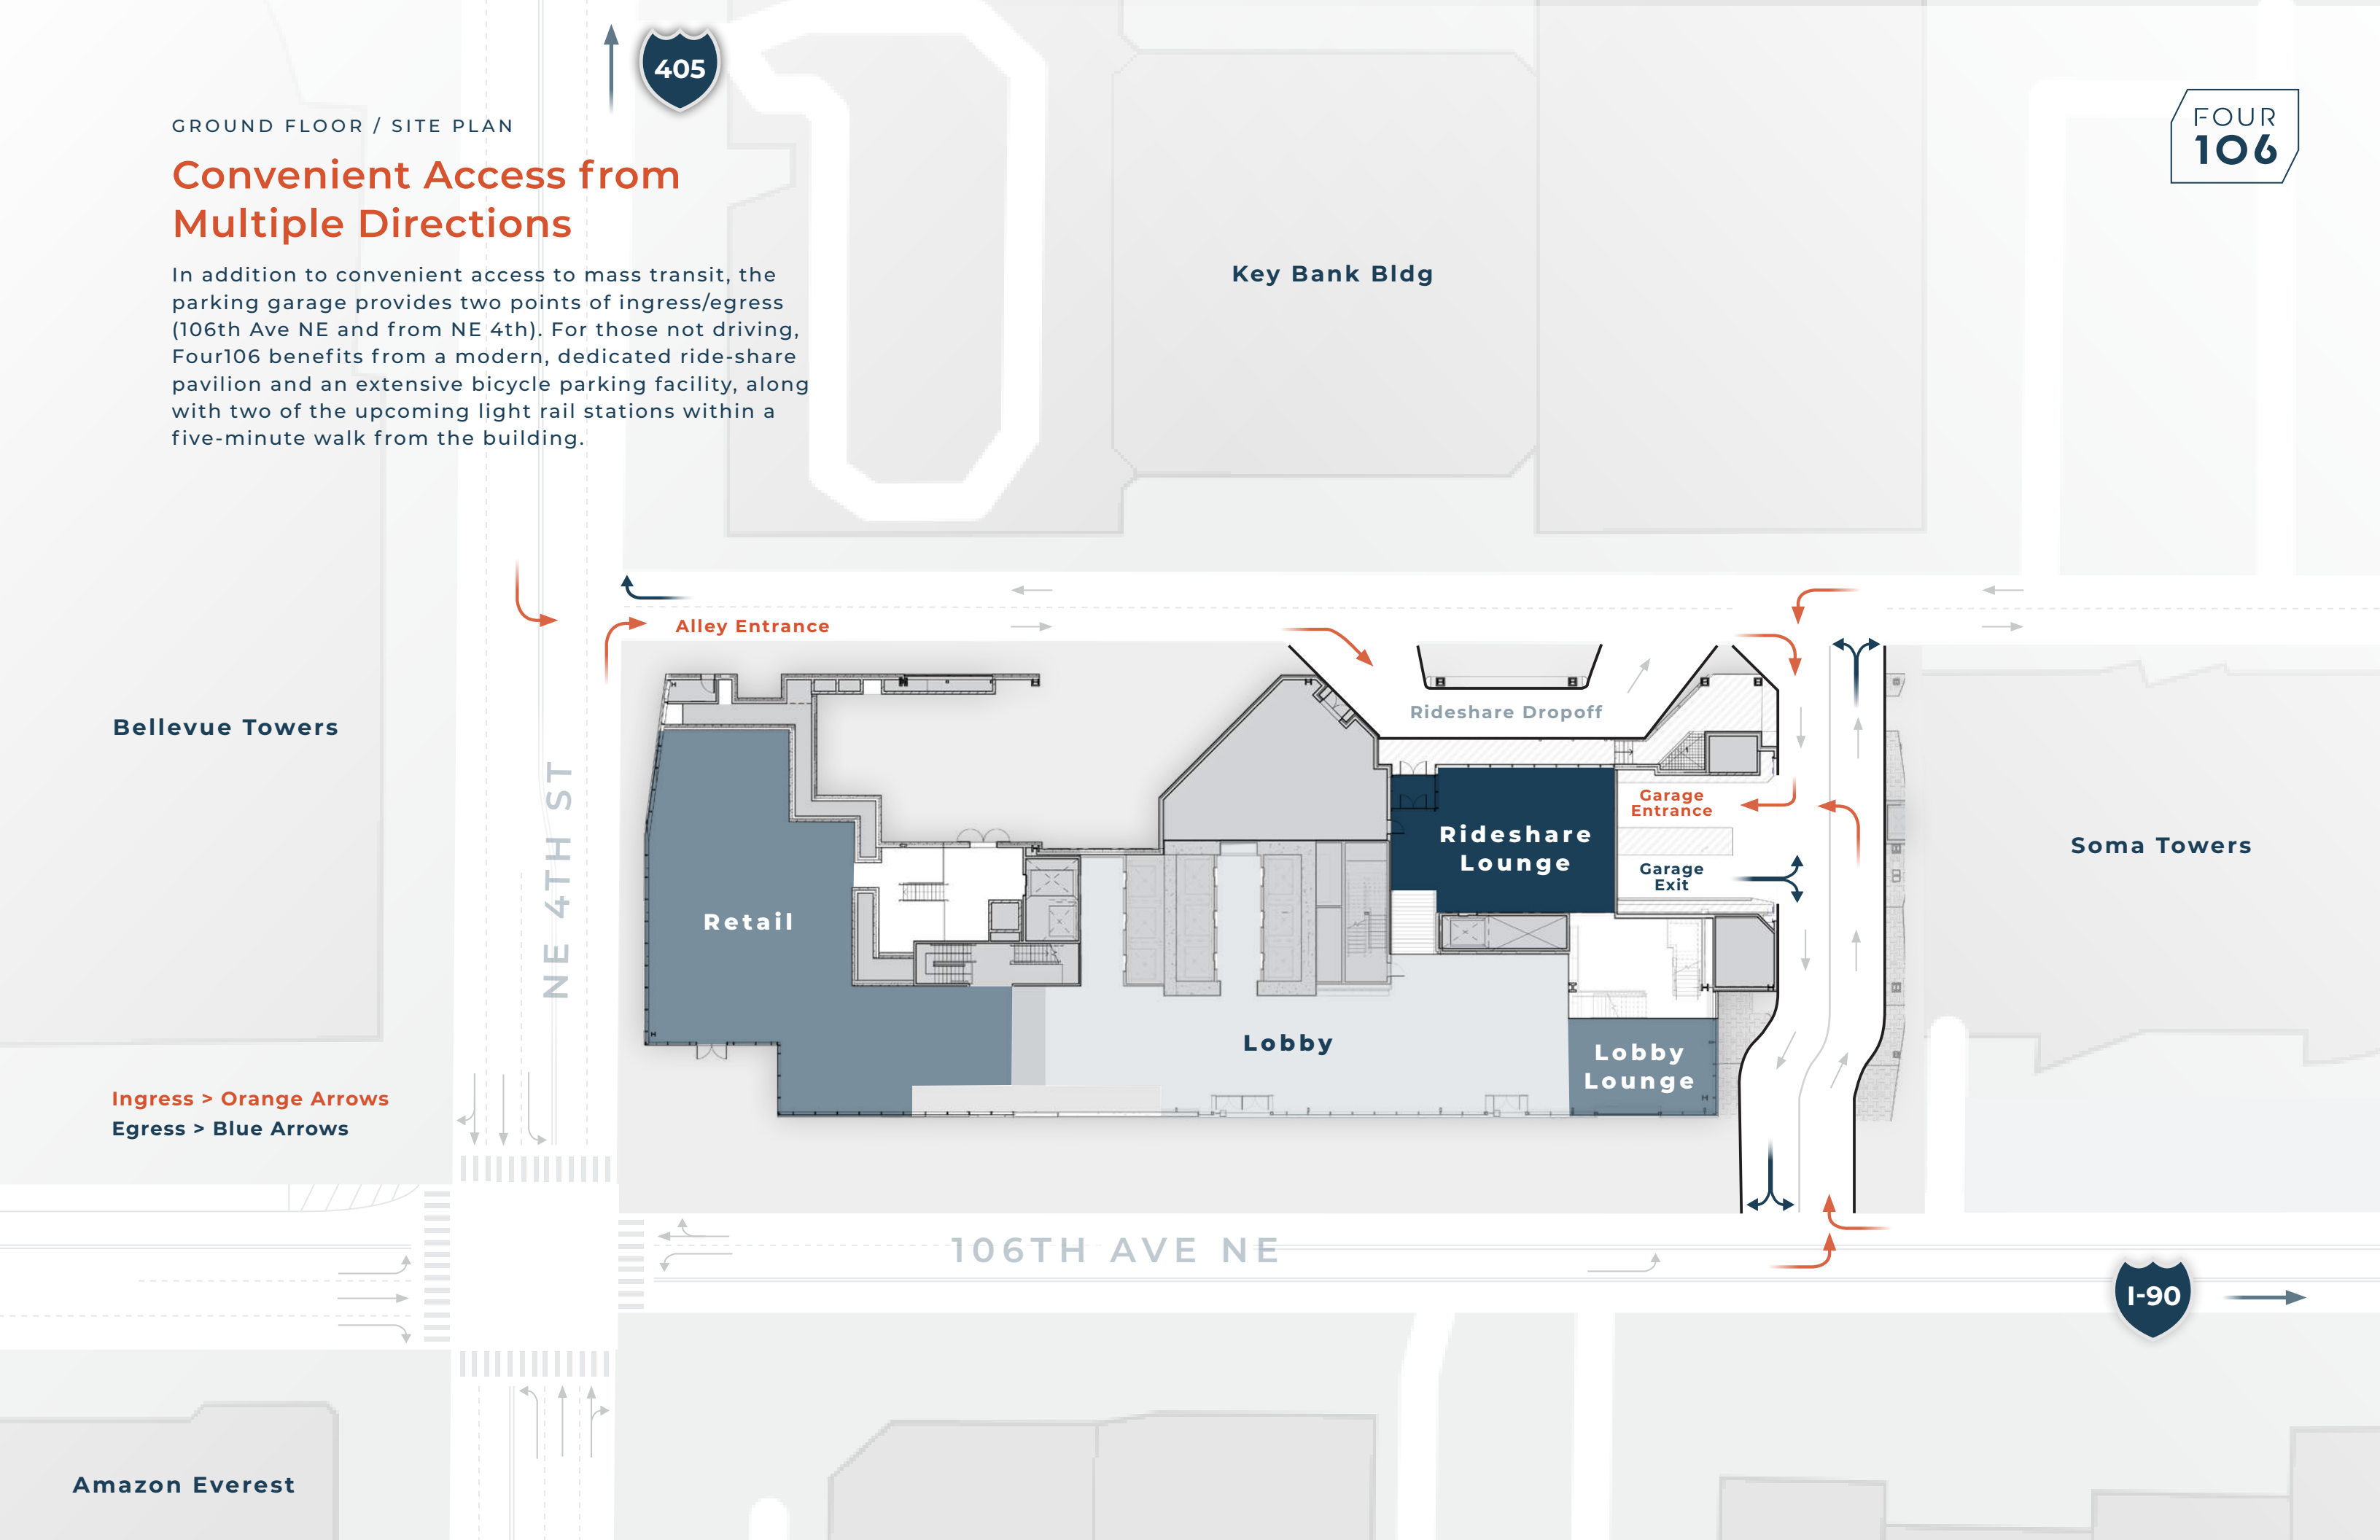 405
GROUND FLOOR / SITE PLAN
Convenient Access from
Multiple Directions
In addition to convenient access to mass transit, the
parking garage provides two points of ingress/egress
(106th Ave NE and from NE 4th). For those not driving,
Four106 benefits from a modern, dedicated ride-share
pavilion and an extensive bicycle parking facility, along
with two of the upcoming light rail stations within a
five-minute walk from the building.
FOUR
106
Key Bank Bldg
Alley Entrance
Rideshare Dropoff
Bellevue Towers
NE 4TH ST
Retail
Rideshare
Lounge
Garage
Entrance
Garage
Exit
Soma Towers
Lobby
Lobby
Lounge
Ingress > Orange Arrows
Egress > Blue Arrows
106TH AVE NE
I-90
Amazon Everest